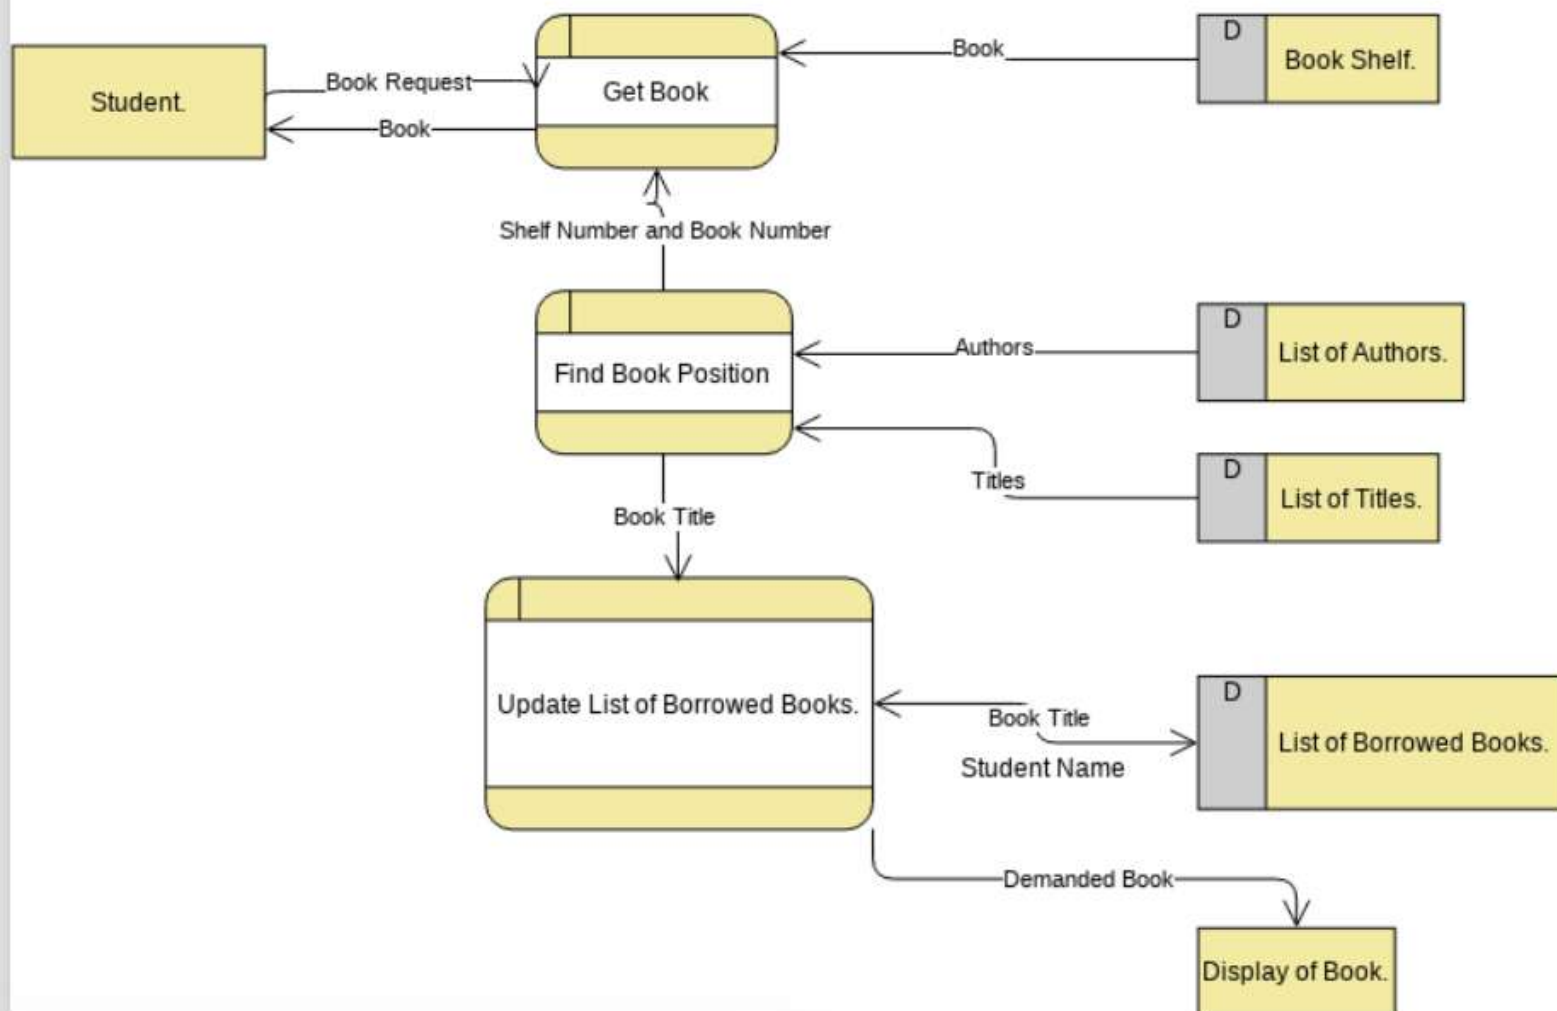 D
Book Shelf.
Book
Student.
Book Request
Get Book
Book
Shelf Number and Book Number
D
List of Authors.
Authors
Find Book Position
D
List of Titles.
Titles
Book Title
D
Update List of Borrowed Books.
Book Title
List of Borrowed Books.
Student Name
Demanded Book
Display of Book.